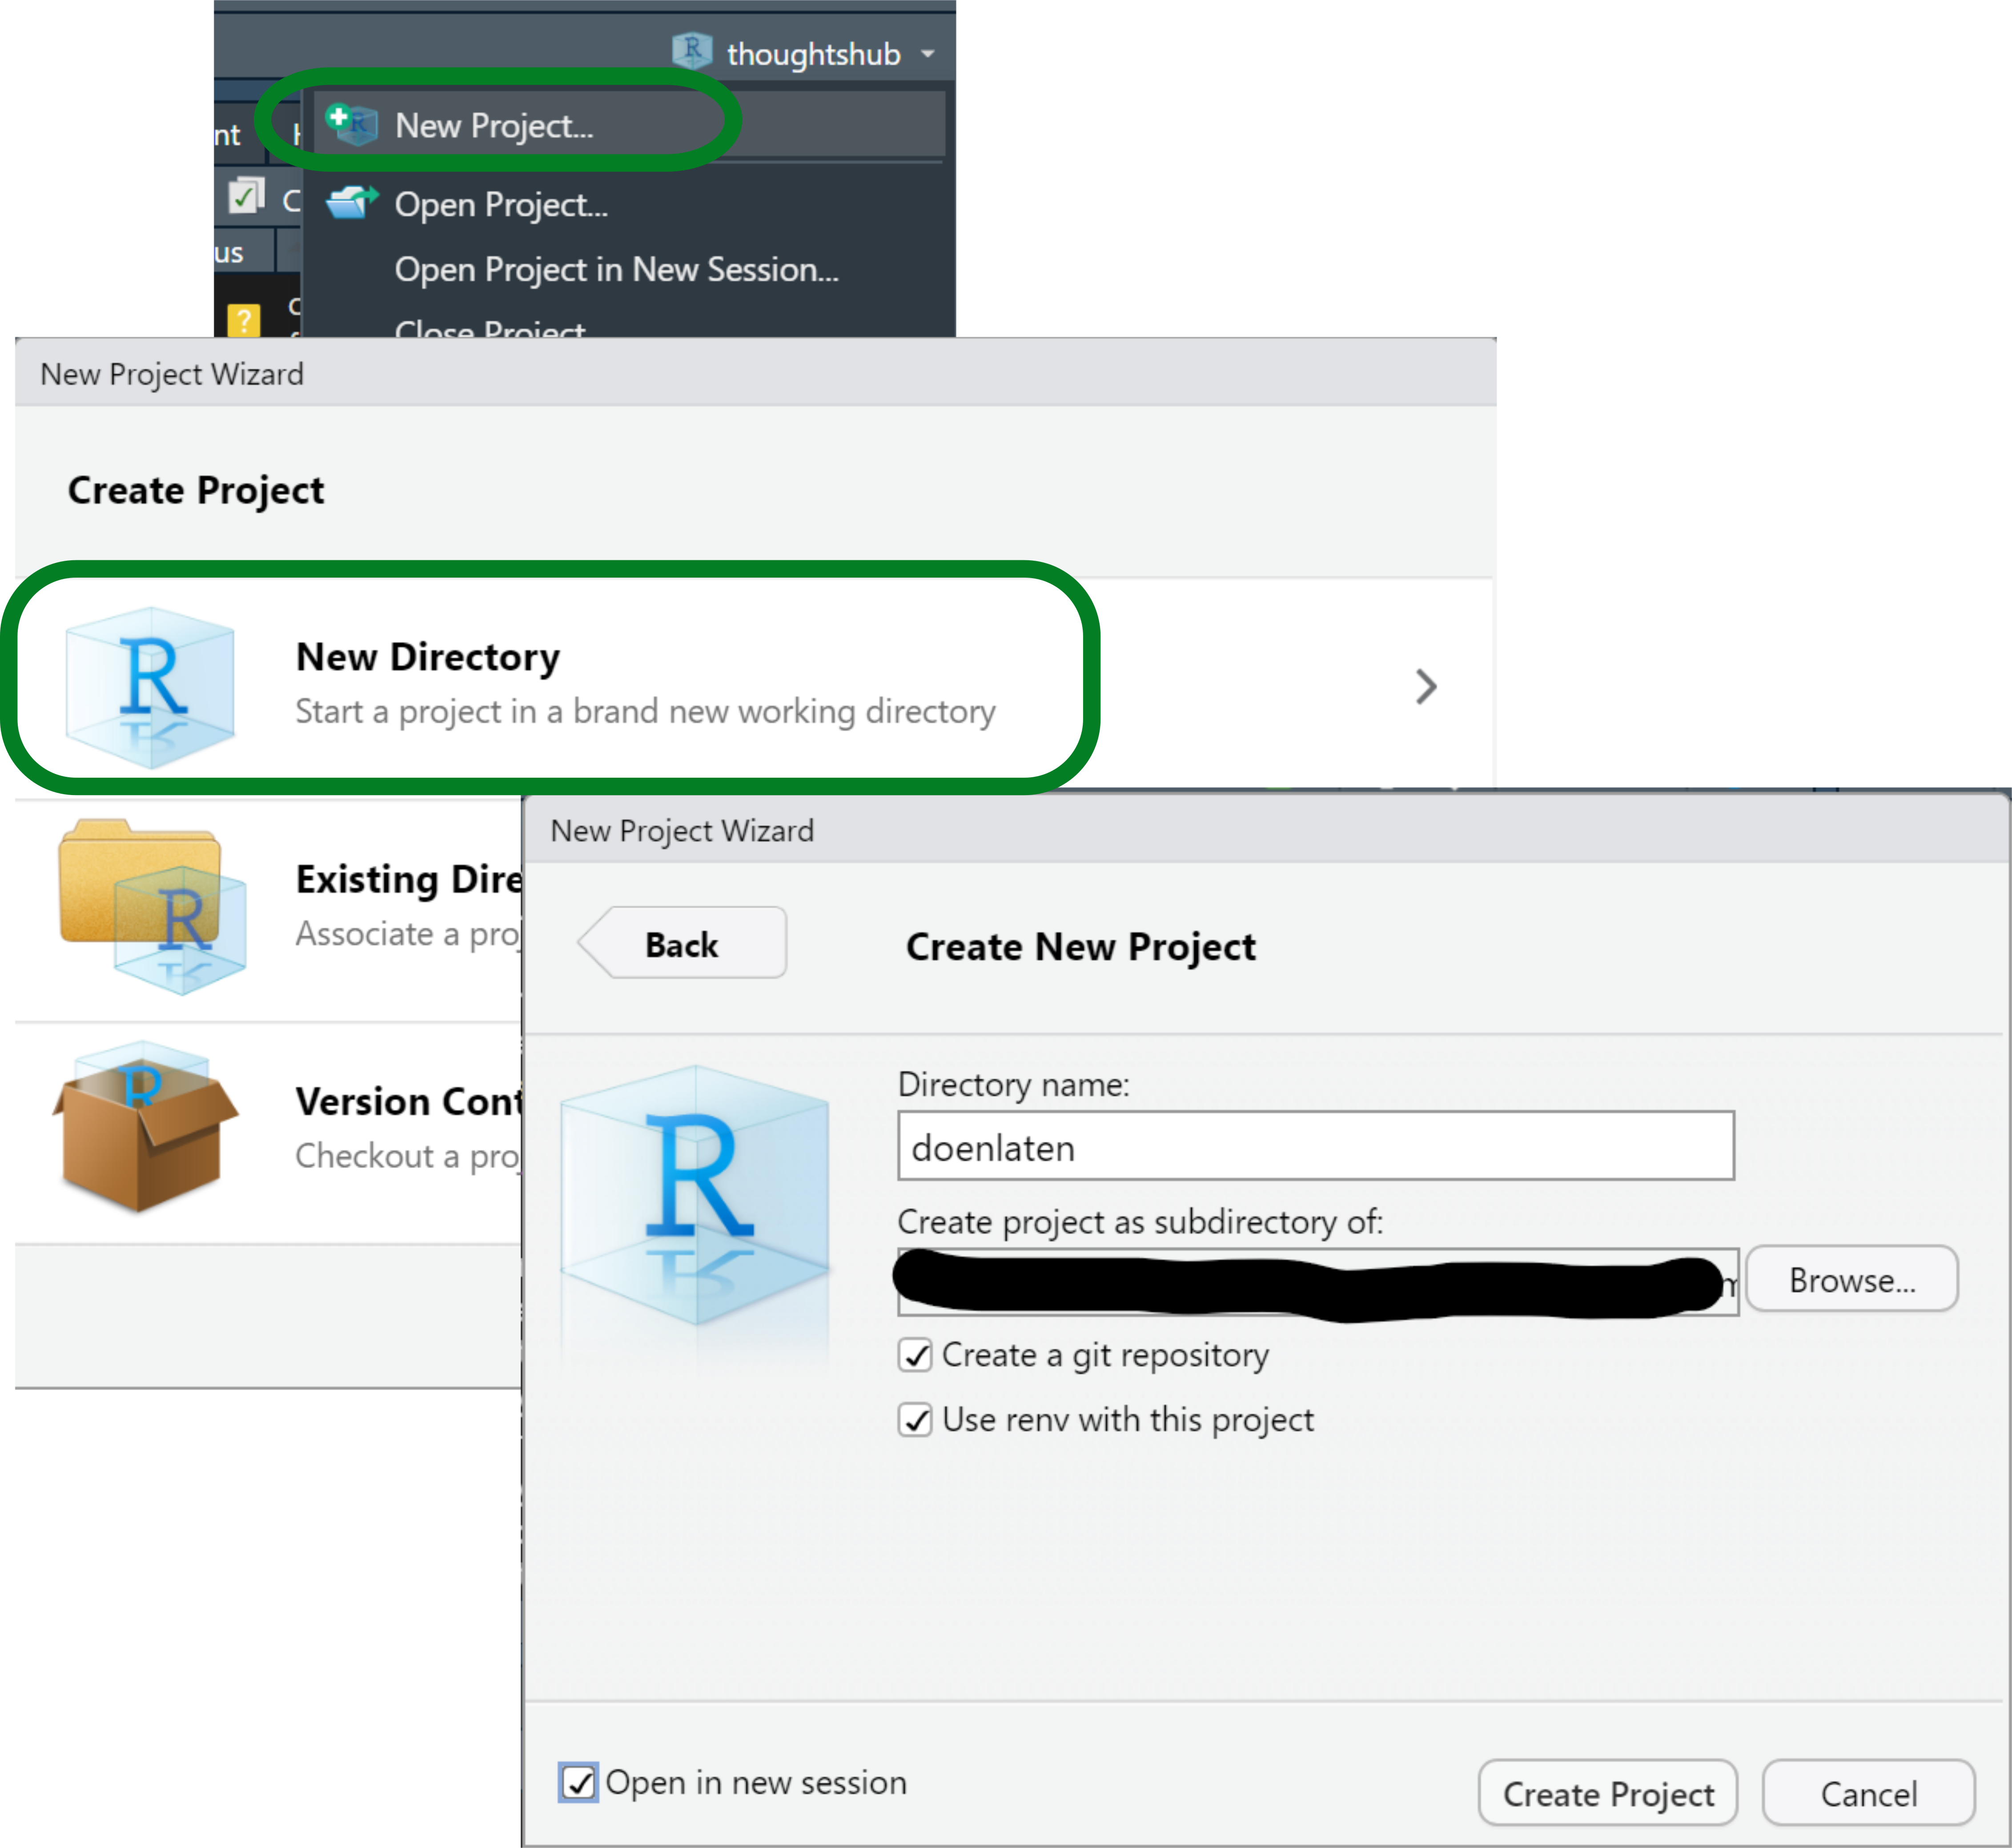 thoughtshub
New Project...
nt
Open Project...
Open Project in New Session...
us
Close Project
New Project Wizard
Create Project
New Directory
Start a project in a brand new working directory
Existing Dire
Associate a pro
Version Cont
Checkout a pro
New Project Wizard
Back
Create New Project
Directory name:
doenlaten
Create project as subdirectory of:
Browse...
Create a git repository
Use renv with this project
Open in new session
Create Project
Cancel